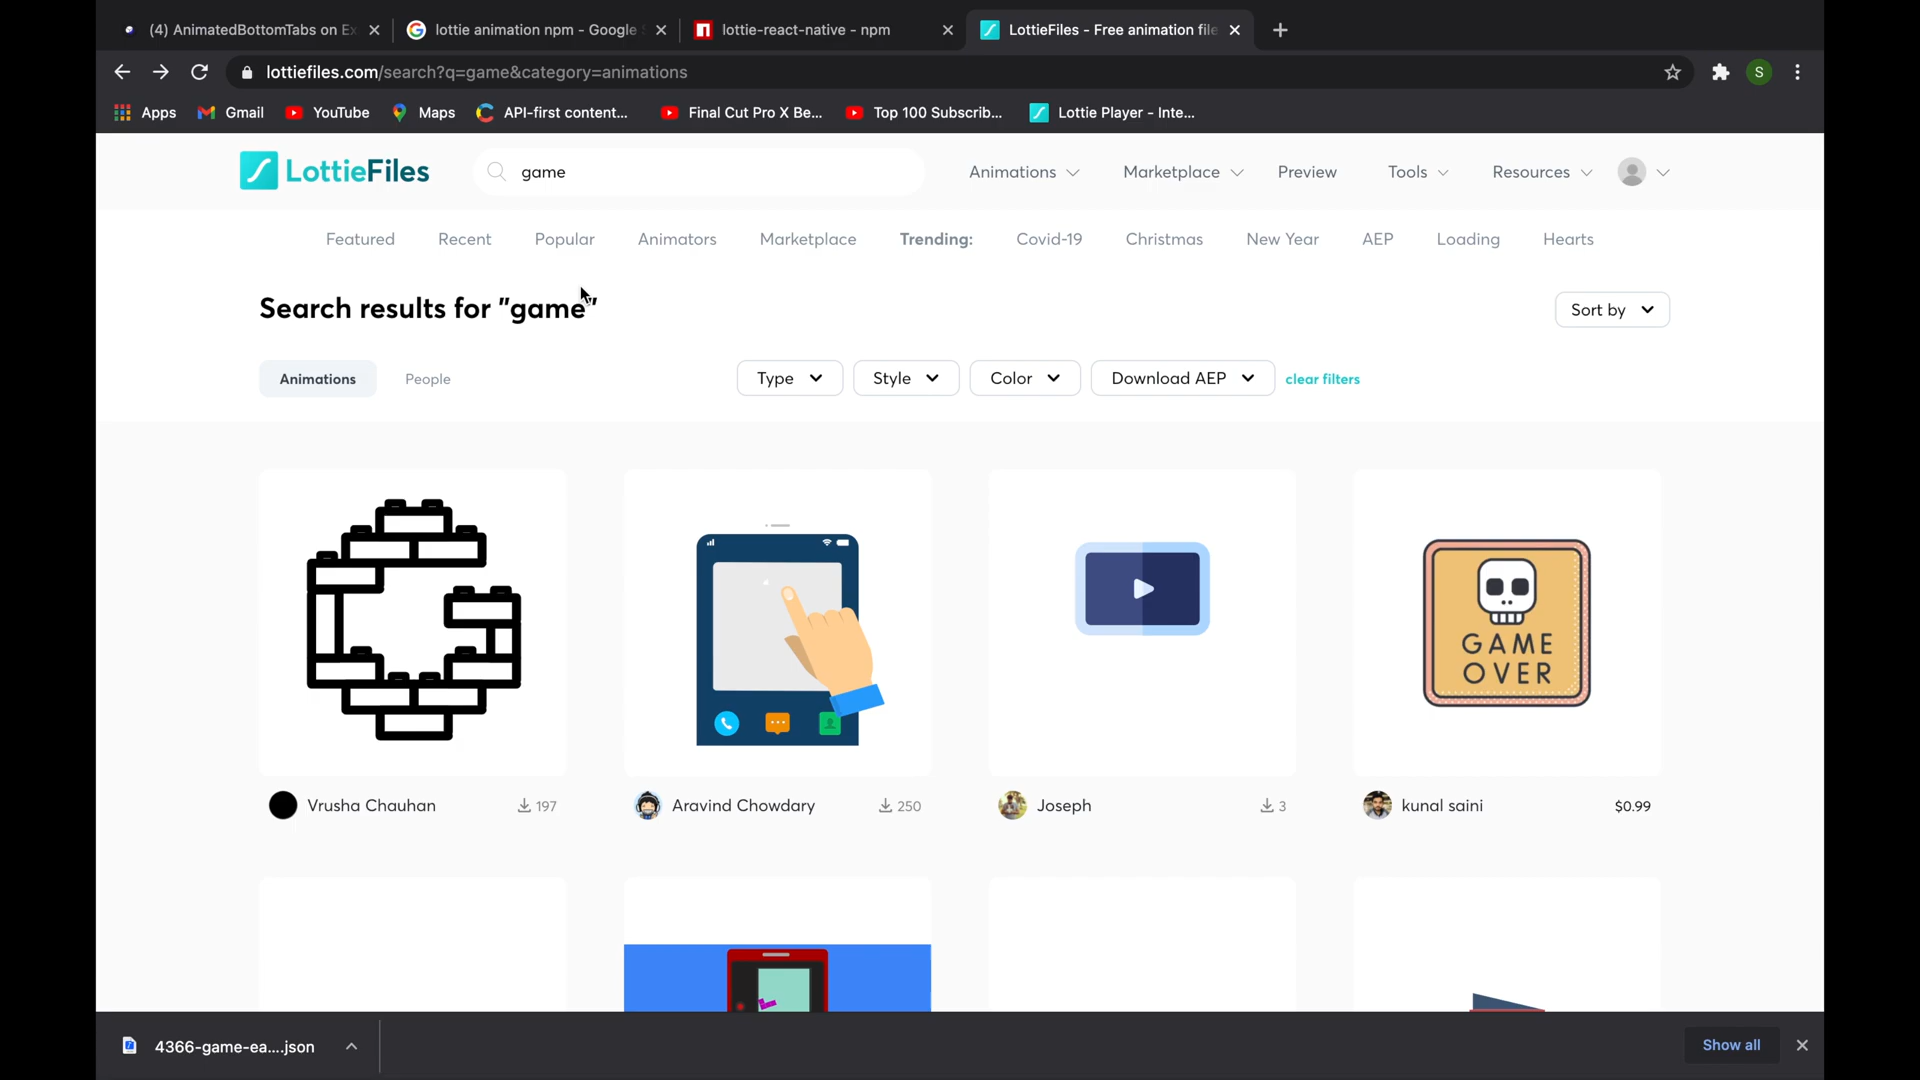 (4) AnimatedBottomTabs on Ex
lottie animation npm - Google S
lottie-react-native - npm
LottieFiles - Free animation file
lottiefiles.com/search?q=game&category=animations
S
Apps
Gmail
YouTube
Maps
API-first content...
Final Cut Pro X Be...
Top 100 Subscrib...
Lottie Player - Inte...
LottieFiles
game
Animations
Marketplace
Preview
Tools
Resources
Featured
Recent
Popular
Animators
Marketplace
Trending:
Covid-19
Christmas
New Year
AEP
Loading
Hearts
Search results for "game"
Sort by
Animations
People
Type
Style
Color
Download AEP
clear filters
GAME
OVER
Vrusha Chauhan
197
Aravind Chowdary
250
Joseph
3
kunal saini
$0.99
4366-game-ea....json
Show all